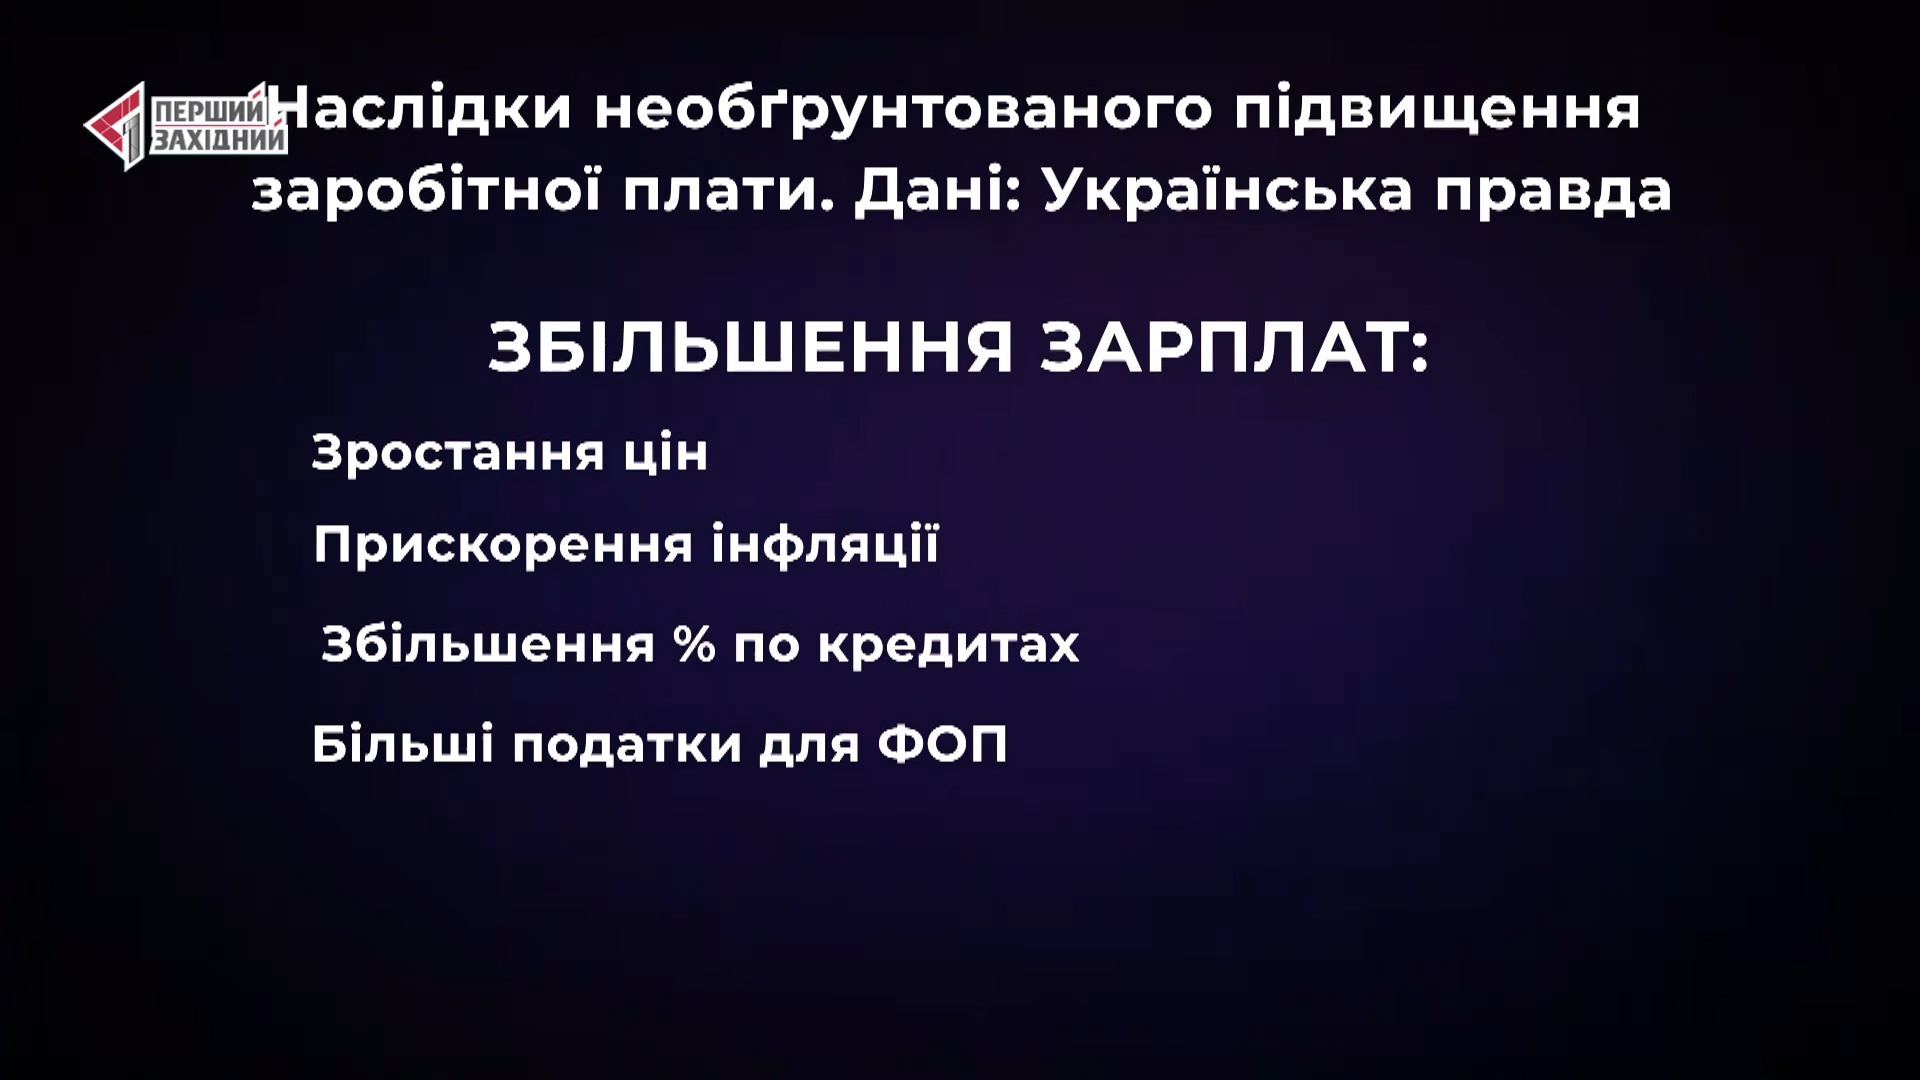 ПЕРШИЙ
ЗАХІДНИЙ
Наслідки необґрунтованого підвищення
заробітної плати. Дані: Українська правда
ЗБІЛЬШЕННЯ ЗАРПЛАТ:
Зростання цін
Прискорення інфляції
Збільшення % по кредитах
Більші податки для ФОП